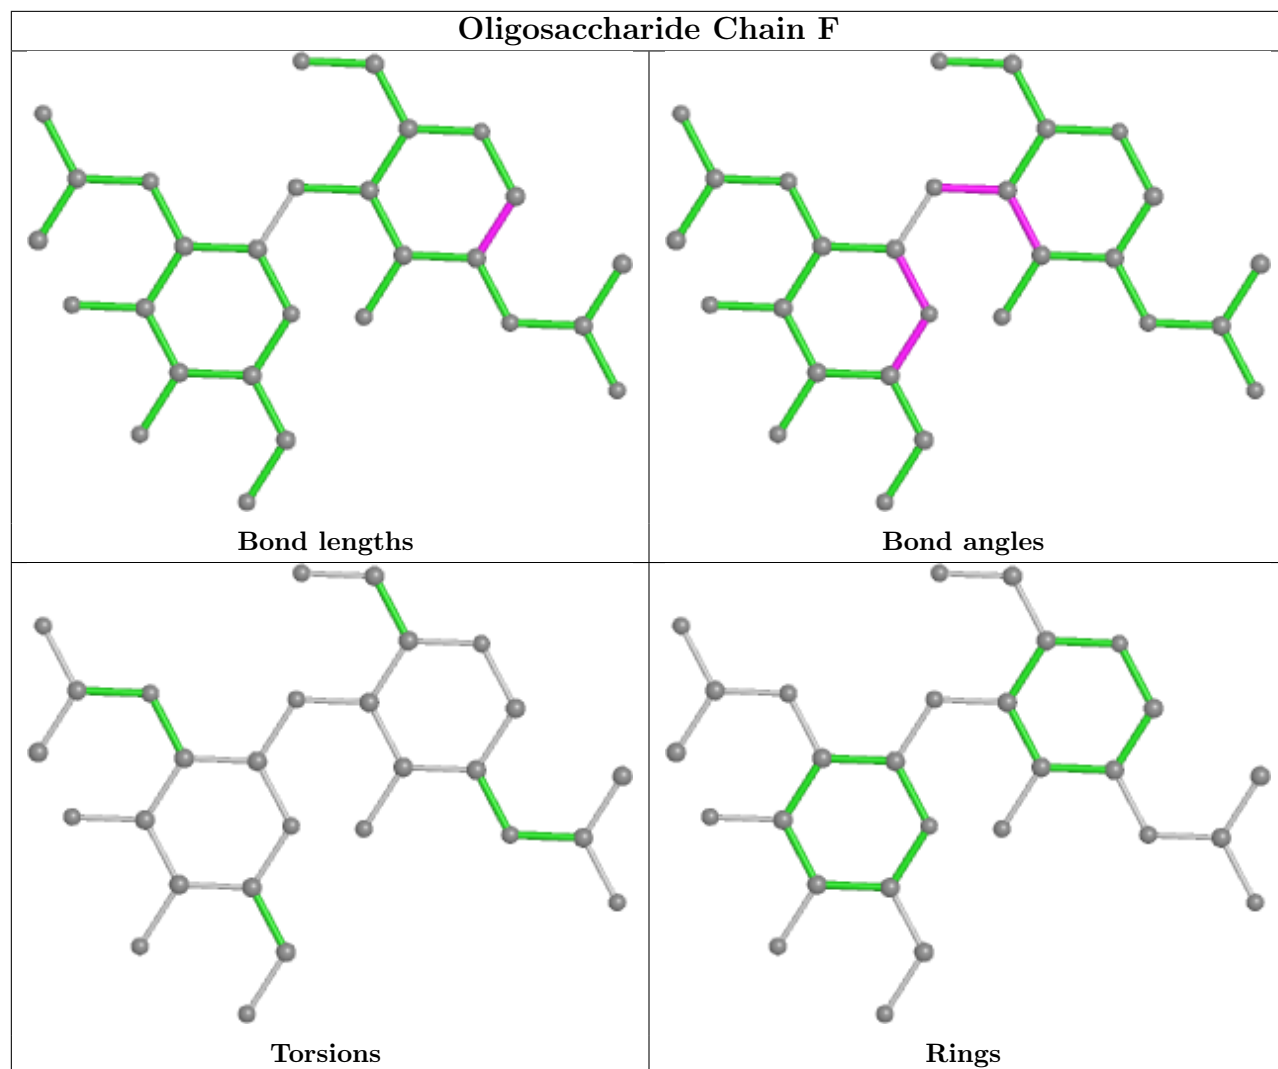 Oligosaccharide Chain F
Bond lengths
Bond angles
Torsions
Rings